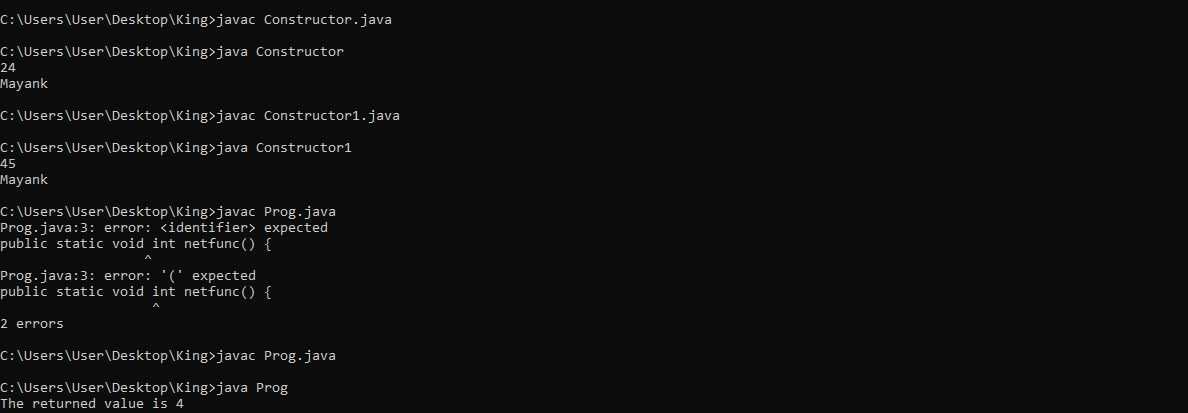 C:\Users\User\Desktop\King>javac Constructor.java
C:\Users\User\Desktop\King>java Constructor
24
Mayank
C:\Users\User\Desktop\King>javac Constructor1.java
C:\Users\User\Desktop\King>java Constructor1
45
Mayank
C:\Users\User\Desktop\King>javac Prog.java
Prog.java:3: error: <identifier> expected
public static void int netfunc() {
^
Prog.java:3: error: '(' expected
public static void int netfunc() {
^
2 errors
C:\Users\User\Desktop\King>javac Prog.java
C:\Users\User\Desktop\King>java Prog
The returned value is 4